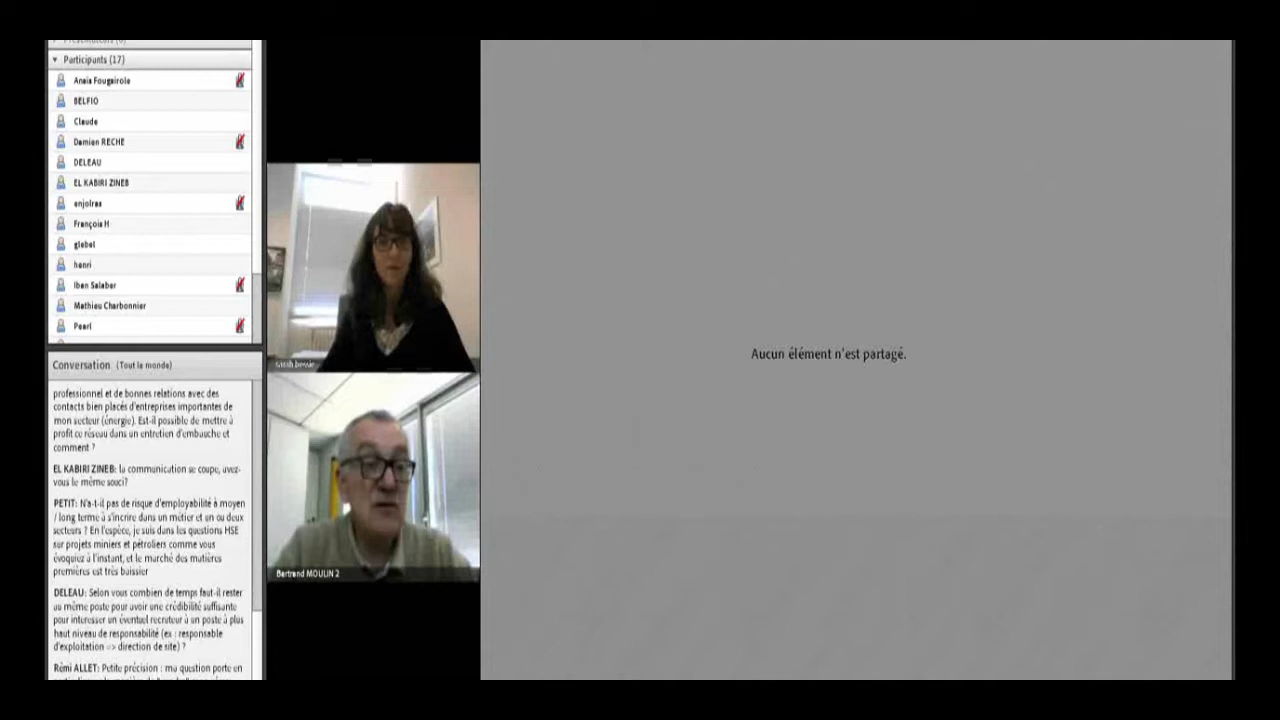 Participants (17)
Anais Fougairole
BELFIO
Claude
Damien RECHE
DELEAU
EL KABIRI ZINEB
enjolras
François H
glebel
henri
Iban Salaber
Mathieu Charbonnier
Pearl
Conversation (Tout le monde)
professionnel et de bonnes relations avec des
contacts bien placés d'entreprises importantes de
mon secteur (énergie). Est-il possible de mettre à
profit ce réseau dans un entretien d'embauche et
comment ?
EL KABIRI ZINEB: la communication se coupe, avez-
vous le même souci?
PETIT: N'a-t-il pas de risque d'employabilité à moyen
/ long terme à s'incrire dans un métier et un ou deux
secteurs ? En l'espèce, je suis dans les questions HSE
sur projets miniers et pétroliers comme vous
évoquiez à l'instant, et le marché des matières
premières est très baissier
DELEAU: Selon vous combien de temps faut-il rester
au même poste pour avoir une crédibilité suffisante
pour interesser un éventuel recruteur à un poste à plus
haut niveau de responsabilité (ex : responsable
d'exploitation => direction de site) ?
Rémi ALLET: Petite précision : ma question porte en
Bertrand MOULIN 2
Aucun élément n'est partagé.